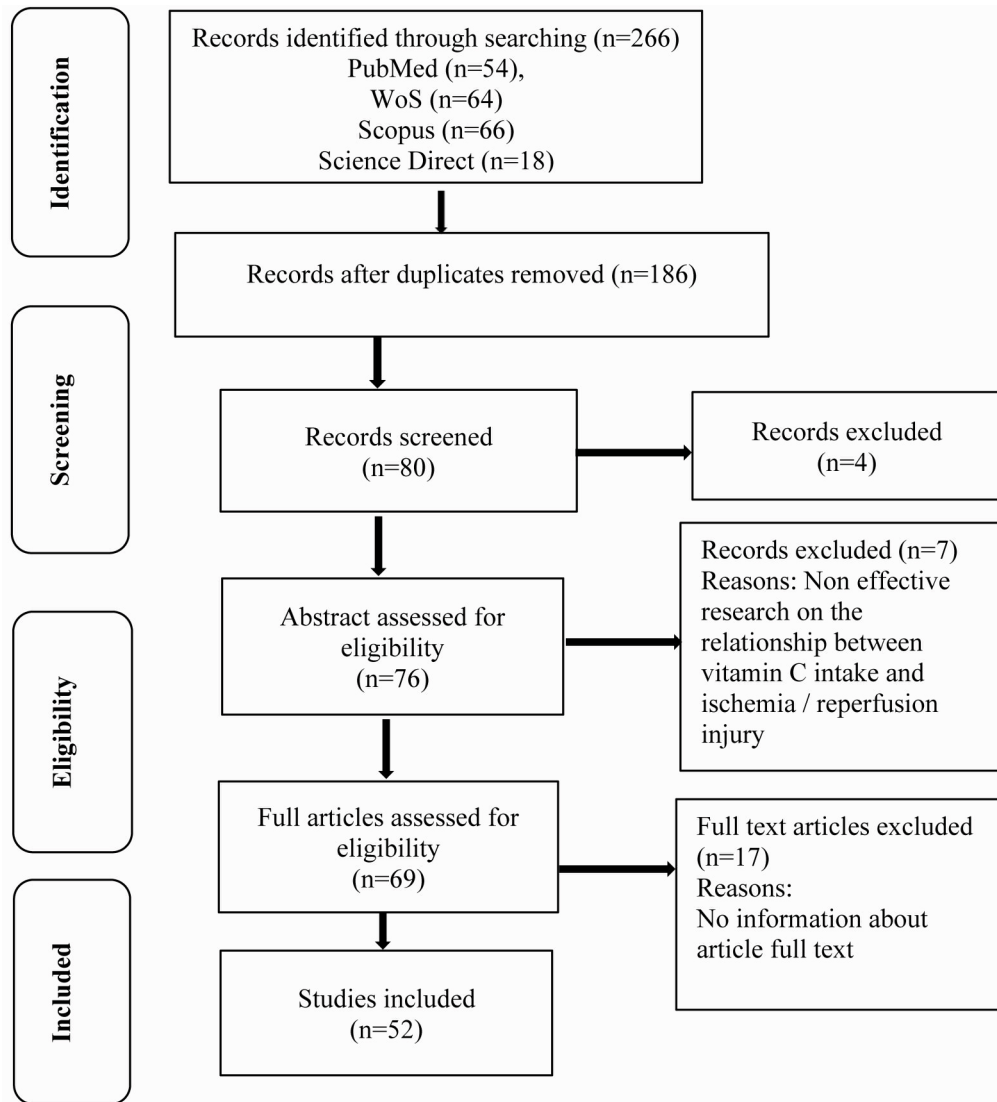 Identification
Records identified through searching (n=266)
PubMed (n=54),
WoS (n=64)
Scopus (n=66)
Science Direct (n=18)
Records after duplicates removed (n=186)
Screening
Records screened
(n=80)
Records excluded
(n=4)
Eligibility
Abstract assessed for
eligibility
(n=76)
Records excluded (n=7)
Reasons: Non effective
research on the
relationship between
vitamin C intake and
ischemia / reperfusion
injury
Full articles assessed for
eligibility
(n=69)
Full text articles excluded
(n=17)
Reasons:
No information about
article full text
Included
Studies included
(n=52)